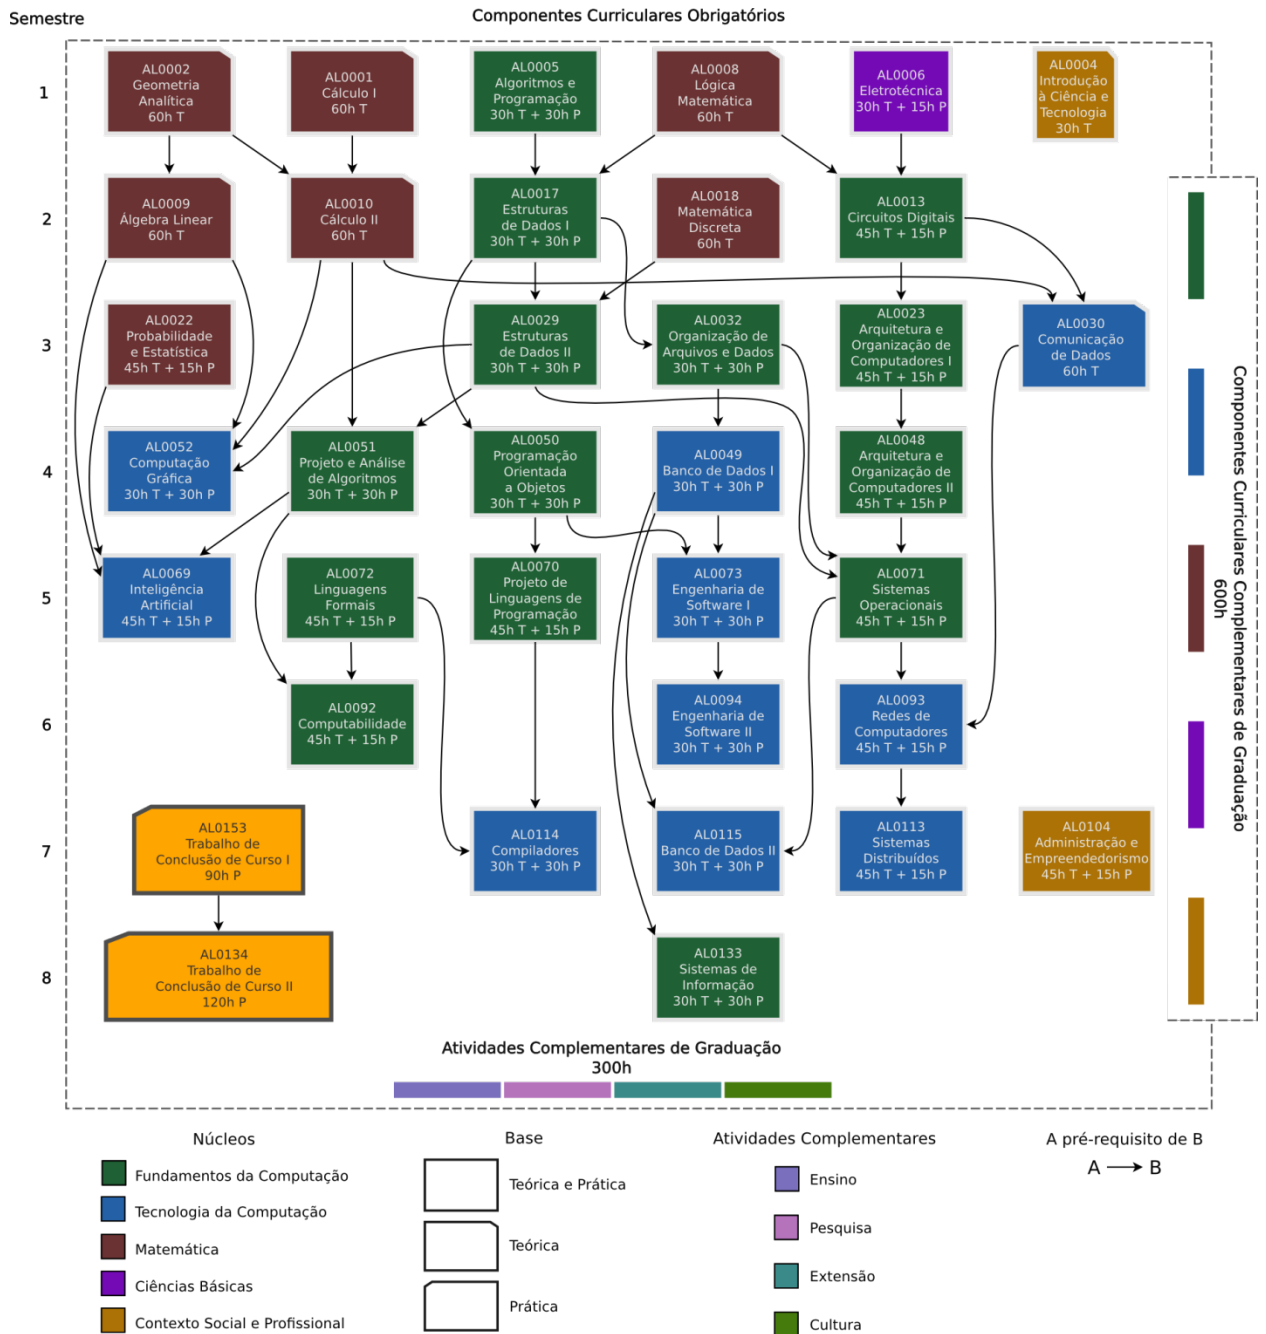 Semestre
Componentes Curriculares Obrigatórios
1
AL0002
Geometria
Analítica
60h T
AL0001
Cálculo I
60h T
AL0005
Algoritmos e
Programação
30h T + 30h P
AL0008
Lógica
Matemática
60h T
AL0006
Eletrotécnica
30h T + 15h P
AL0004
Introdução
à Ciência e
Tecnologia
30h T
2
AL0009
Álgebra Linear
60h T
AL0010
Cálculo II
60h T
AL0017
Estruturas
de Dados I
30h T + 30h P
AL0018
Matemática
Discreta
60h T
AL0013
Circuitos Digitais
45h T + 15h P
3
AL0022
Probabilidade
e Estatística
45h T + 15h P
AL0029
Estruturas
de Dados II
30h T + 30h P
AL0032
Organização de
Arquivos e Dados
30h T + 30h P
AL0023
Arquitetura e
Organização de
Computadores I
45h T + 15h P
AL0030
Comunicação
de Dados
60h T
4
AL0052
Computação
Gráfica
30h T + 30h P
AL0051
Projeto e Análise
de Algoritmos
30h T + 30h P
AL0050
Programação
Orientada
a Objetos
30h T + 30h P
AL0049
Banco de Dados I
30h T + 30h P
AL0048
Arquitetura e
Organização de
Computadores II
45h T + 15h P
5
AL0069
Inteligência
Artificial
45h T + 15h P
AL0072
Linguagens
Formais
45h T + 15h P
AL0070
Projeto de
Linguagens de
Programação
45h T + 15h P
AL0073
Engenharia de
Software I
30h T + 30h P
AL0071
Sistemas
Operacionais
45h T + 15h P
6
AL0092
Computabilidade
45h T + 15h P
AL0094
Engenharia de
Software II
30h T + 30h P
AL0093
Redes de
Computadores
45h T + 15h P
7
AL0153
Trabalho de
Conclusão de Curso I
90h P
AL0114
Compiladores
30h T + 30h P
AL0115
Banco de Dados II
30h T + 30h P
AL0113
Sistemas
Distribuídos
45h T + 15h P
AL0104
Administração e
Empreendedorismo
45h T + 15h P
8
AL0134
Trabalho de
Conclusão de Curso II
120h P
AL0133
Sistemas de
Informação
30h T + 30h P
Componentes Curriculares Complementares de Graduação
600h
Atividades Complementares de Graduação
300h
Núcleos
Fundamentos da Computação
Tecnologia da Computação
Matemática
Ciências Básicas
Contexto Social e Profissional
Base
Teórica e Prática
Teórica
Prática
Atividades Complementares
Ensino
Pesquisa
Extensão
Cultura
A pré-requisito de B
A B